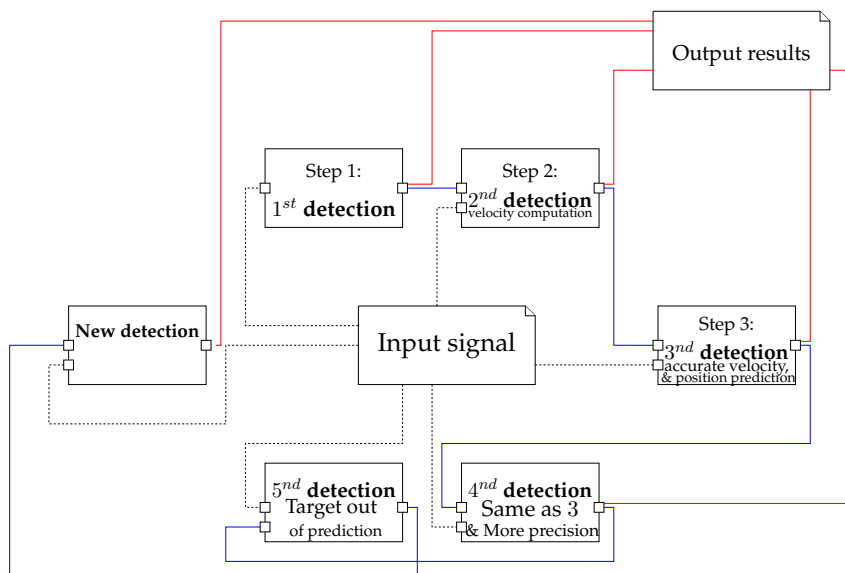 Output results
Step 1:
1st detection
Step 2:
2nd detection
velocity computation
New detection
Input signal
Step 3:
3nd detection
accurate velocity,
& position prediction
5nd detection
Target out
of prediction
4nd detection
Same as 3
& More precision